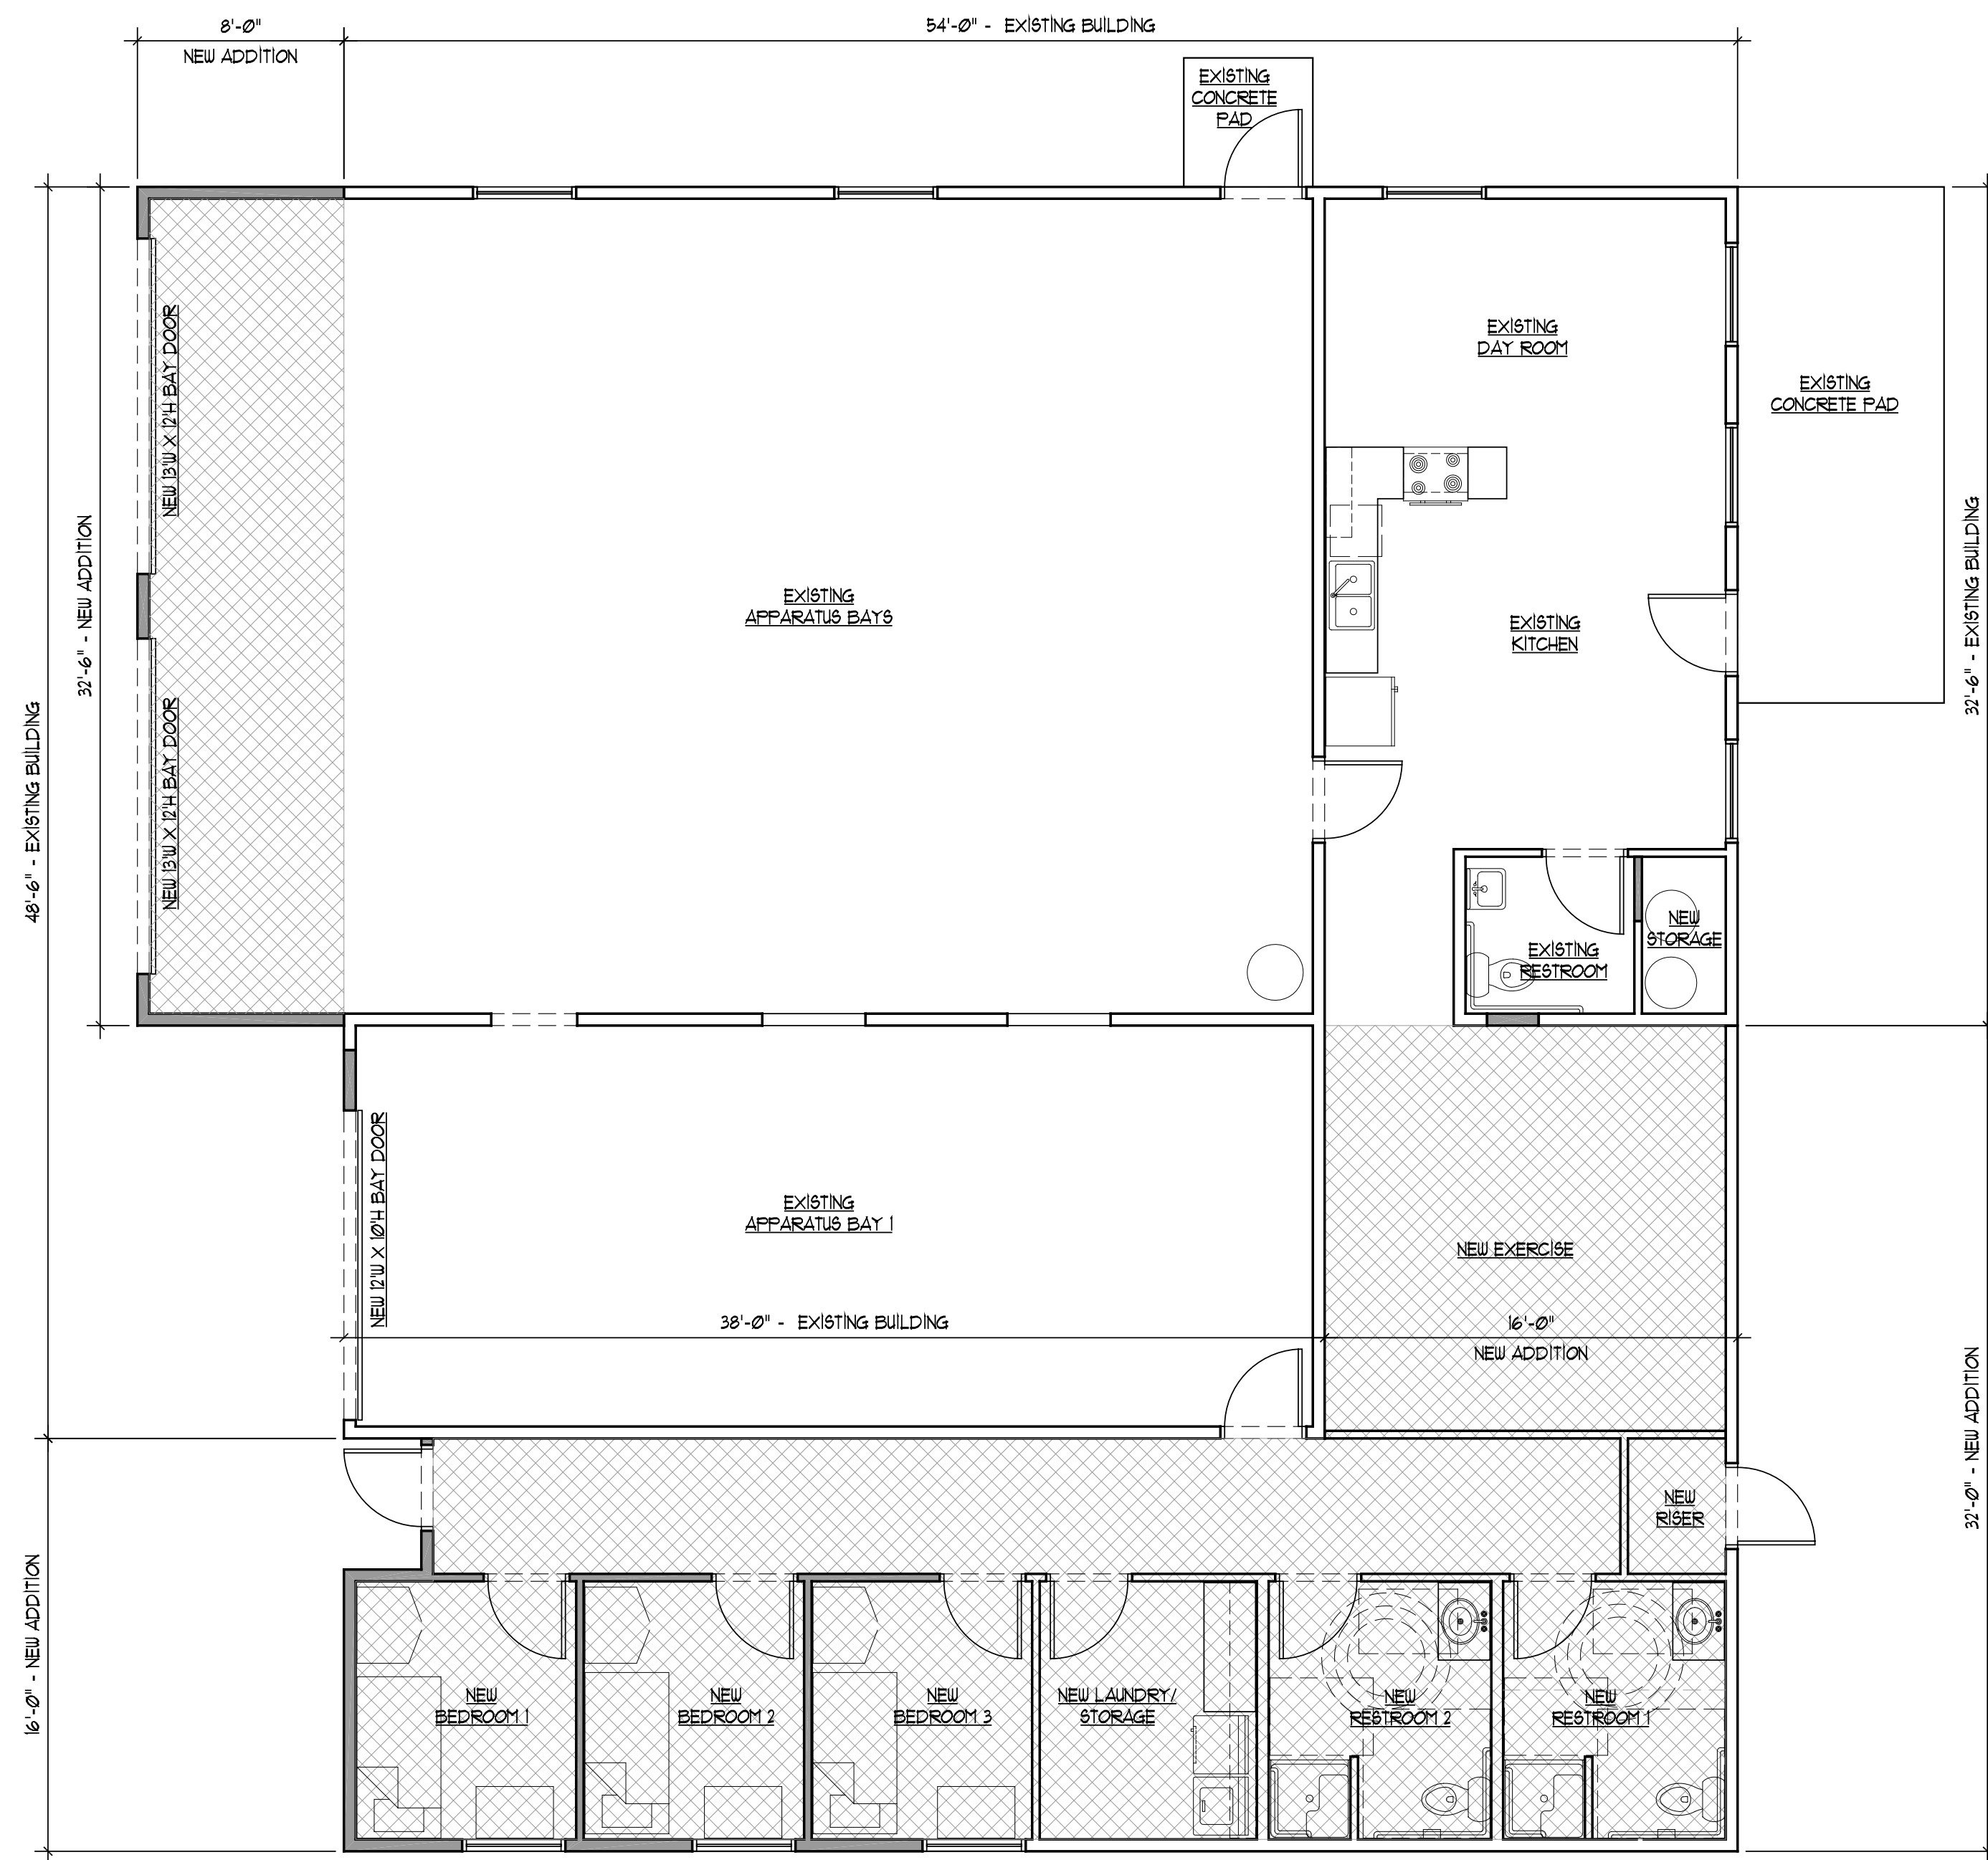 8'-0"
NEW ADDITION
54'-0" - EXISTING BUILDING
EXISTING
CONCRETE
PAD
EXISTING
DAY ROOM
EXISTING
CONCRETE PAD
NEW 13'W X 12'H BAY DOOR
32'-6" - NEW ADDITION
48'-6" - EXISTING BUILDING
32'-6" - EXISTING BUILDING
EXISTING
APPARATUS BAYS
EXISTING
KITCHEN
NEW 13'W X 12'H BAY DOOR
NEW
STORAGE
EXISTING
RESTROOM
NEW 12'W X 10'H BAY DOOR
EXISTING
APPARATUS BAY 1
NEW EXERCISE
38'-0" - EXISTING BUILDING
16'-0"
NEW ADDITION
32'-0" - NEW ADDITION
NEW
RISER
16'-0" - NEW ADDITION
NEW
BEDROOM 1
NEW
BEDROOM 2
NEW
BEDROOM 3
NEW LAUNDRY/
STORAGE
NEW
RESTROOM 2
NEW
RESTROOM 1